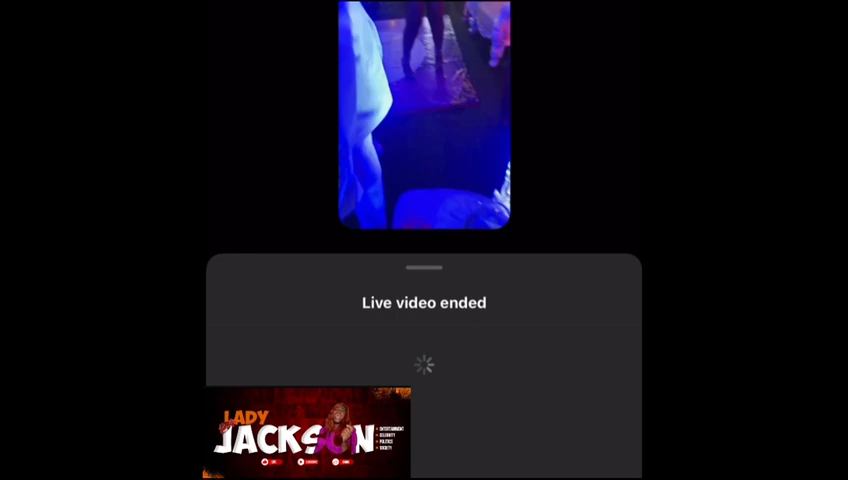 Live video ended
LADY
JACKSON
ENTERTAINMENT
CELEBRITY
POLITICS
SOCIETY